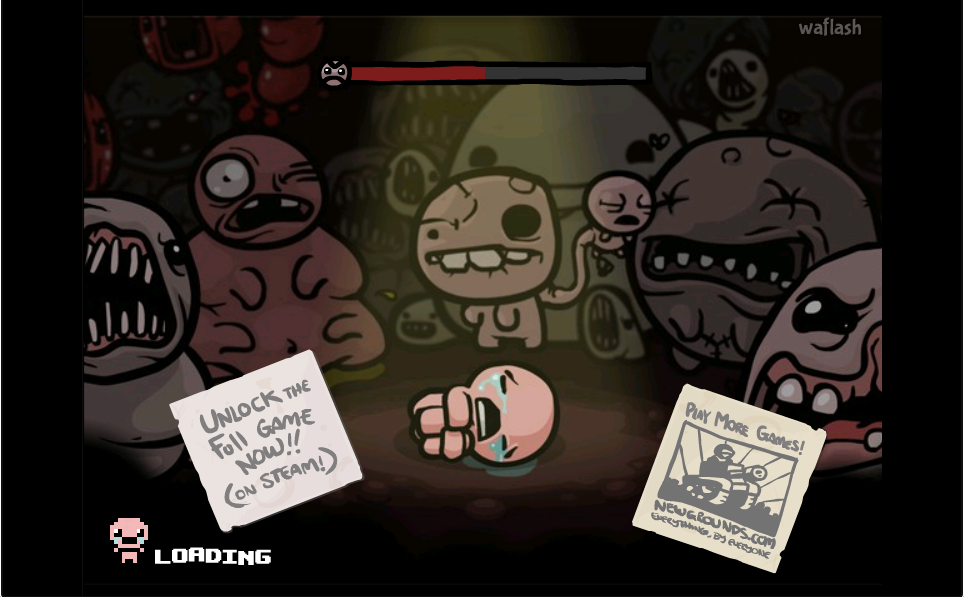 waflash
UNLOCK THE
Full GAME
NOW!!
(ON STEAM!)
PLAY MORE GAMES!
NEWGROUNDS.COM
EVERYTHING, BY EVERYONE
LOADING